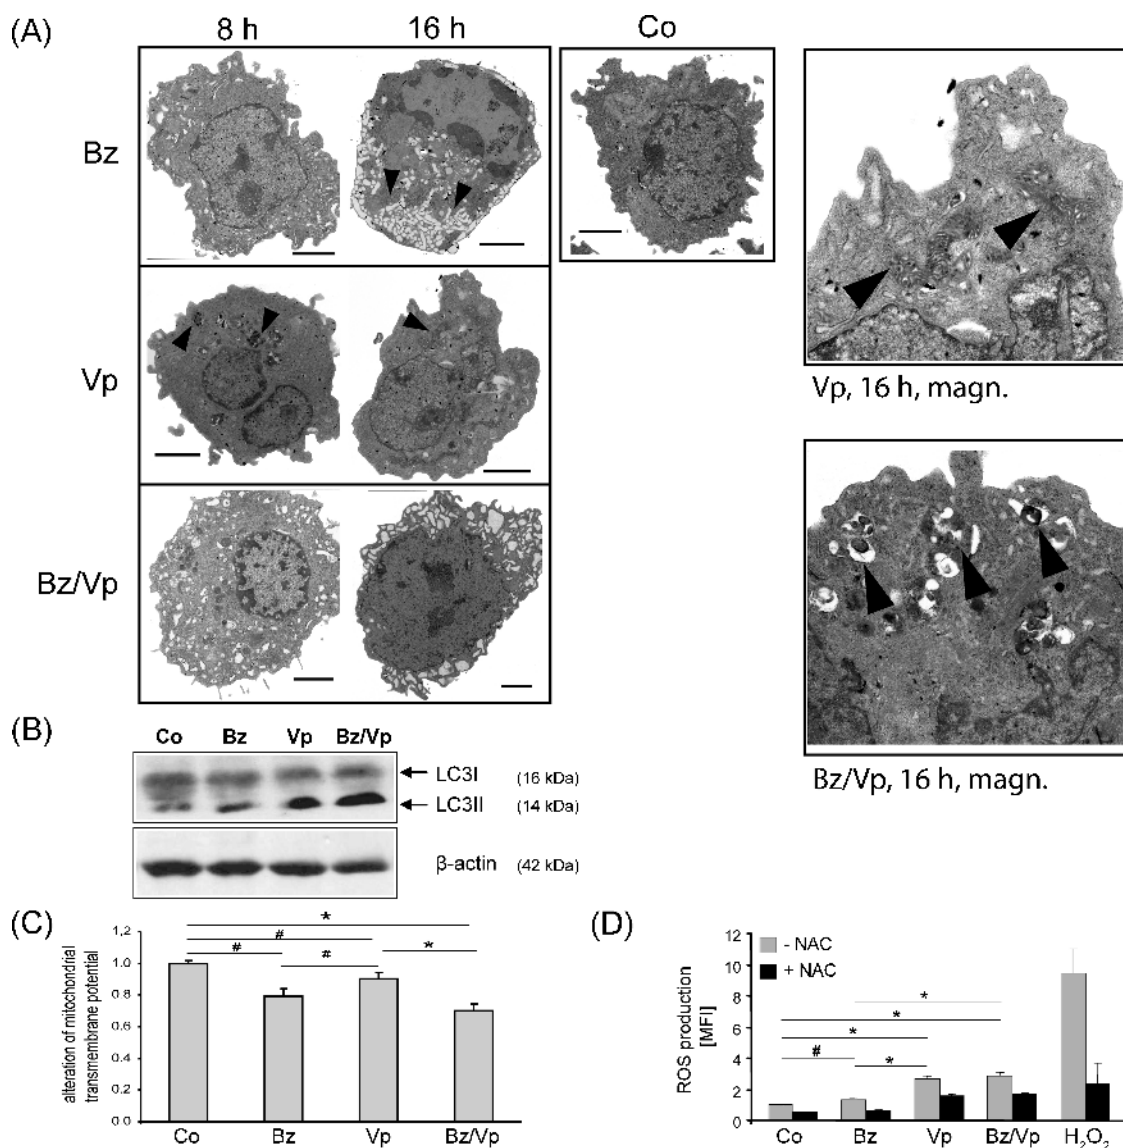 (A)
8 h
16 h
Co
Bz
Vp
Bz/Vp
Vp, 16 h, magn.
Bz/Vp, 16 h, magn.
(B)
Co Bz Vp Bz/Vp
LC3I (16 kDa)
LC3II (14 kDa)
β-actin (42 kDa)
(C)
alteration of mitochondrial
transmembrane potential
1,2
1.0
0.8
0.6
0.4
0.2
0.0
*
#
*
#
#
Co Bz Vp Bz/Vp
(D)
ROS production
[MFI]
12
10
8
6
4
2
0
- NAC
+ NAC
*
*
*
#
*
Co Bz Vp Bz/Vp H₂O₂